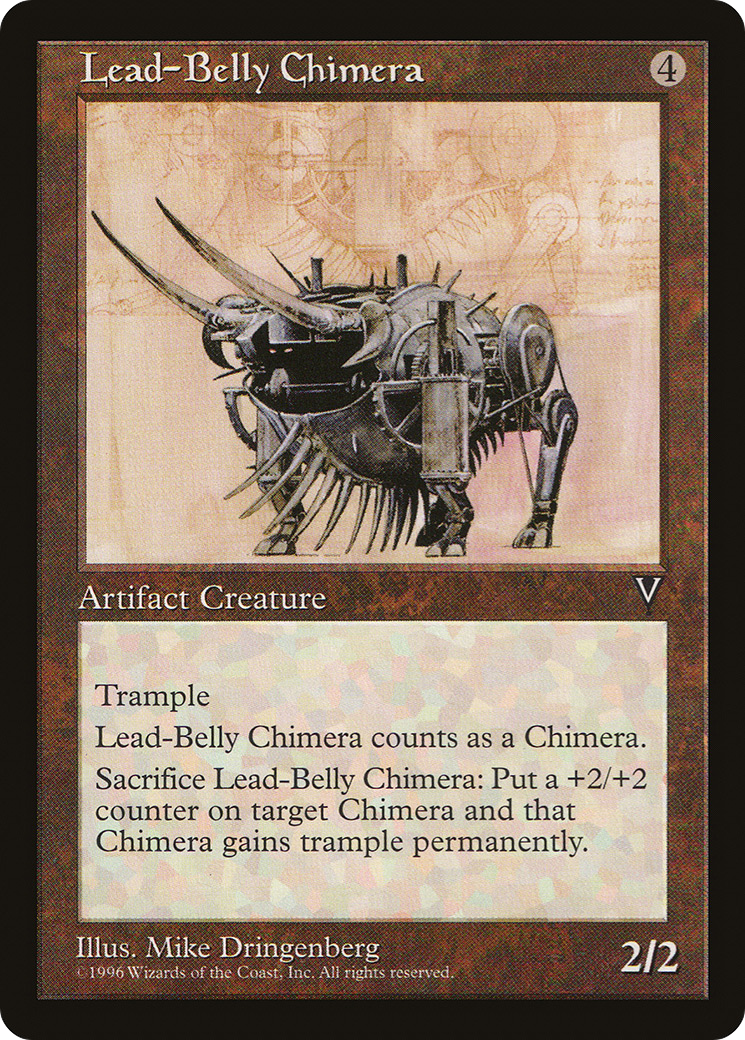 Lead-Belly Chimera
4
Artifact Creature
V
Trample
Lead-Belly Chimera counts as a Chimera.
Sacrifice Lead-Belly Chimera: Put a +2/+2
counter on target Chimera and that
Chimera gains trample permanently.
Illus. Mike Dringenberg
©1996 Wizards of the Coast, Inc. All rights reserved.
2/2